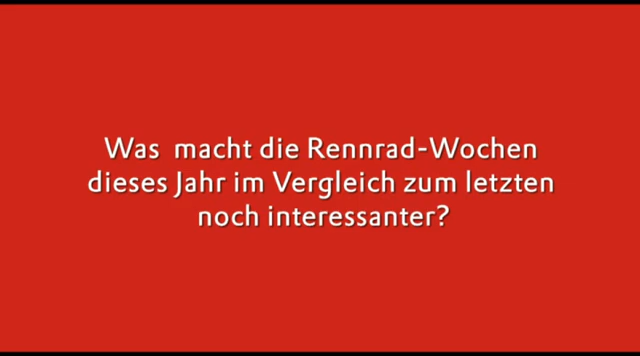 Was macht die Rennrad-Wochen
dieses Jahr im Vergleich zum letzten
noch interessanter?